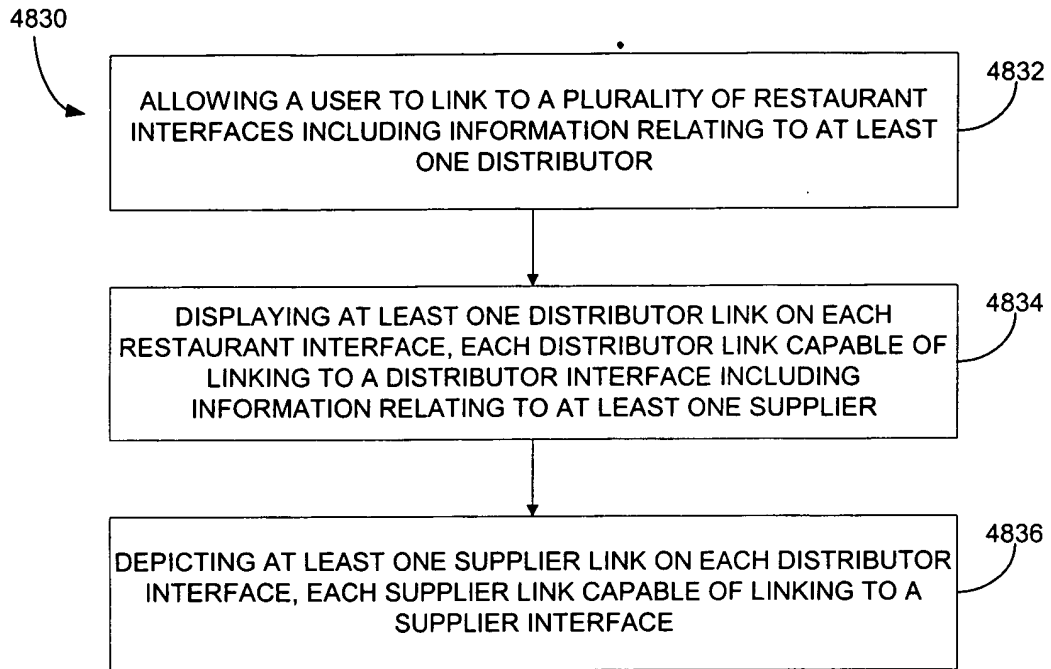 4830
4832
ALLOWING A USER TO LINK TO A PLURALITY OF RESTAURANT
INTERFACES INCLUDING INFORMATION RELATING TO AT LEAST
ONE DISTRIBUTOR
4834
DISPLAYING AT LEAST ONE DISTRIBUTOR LINK ON EACH
RESTAURANT INTERFACE, EACH DISTRIBUTOR LINK CAPABLE OF
LINKING TO A DISTRIBUTOR INTERFACE INCLUDING
INFORMATION RELATING TO AT LEAST ONE SUPPLIER
4836
DEPICTING AT LEAST ONE SUPPLIER LINK ON EACH DISTRIBUTOR
INTERFACE, EACH SUPPLIER LINK CAPABLE OF LINKING TO A
SUPPLIER INTERFACE